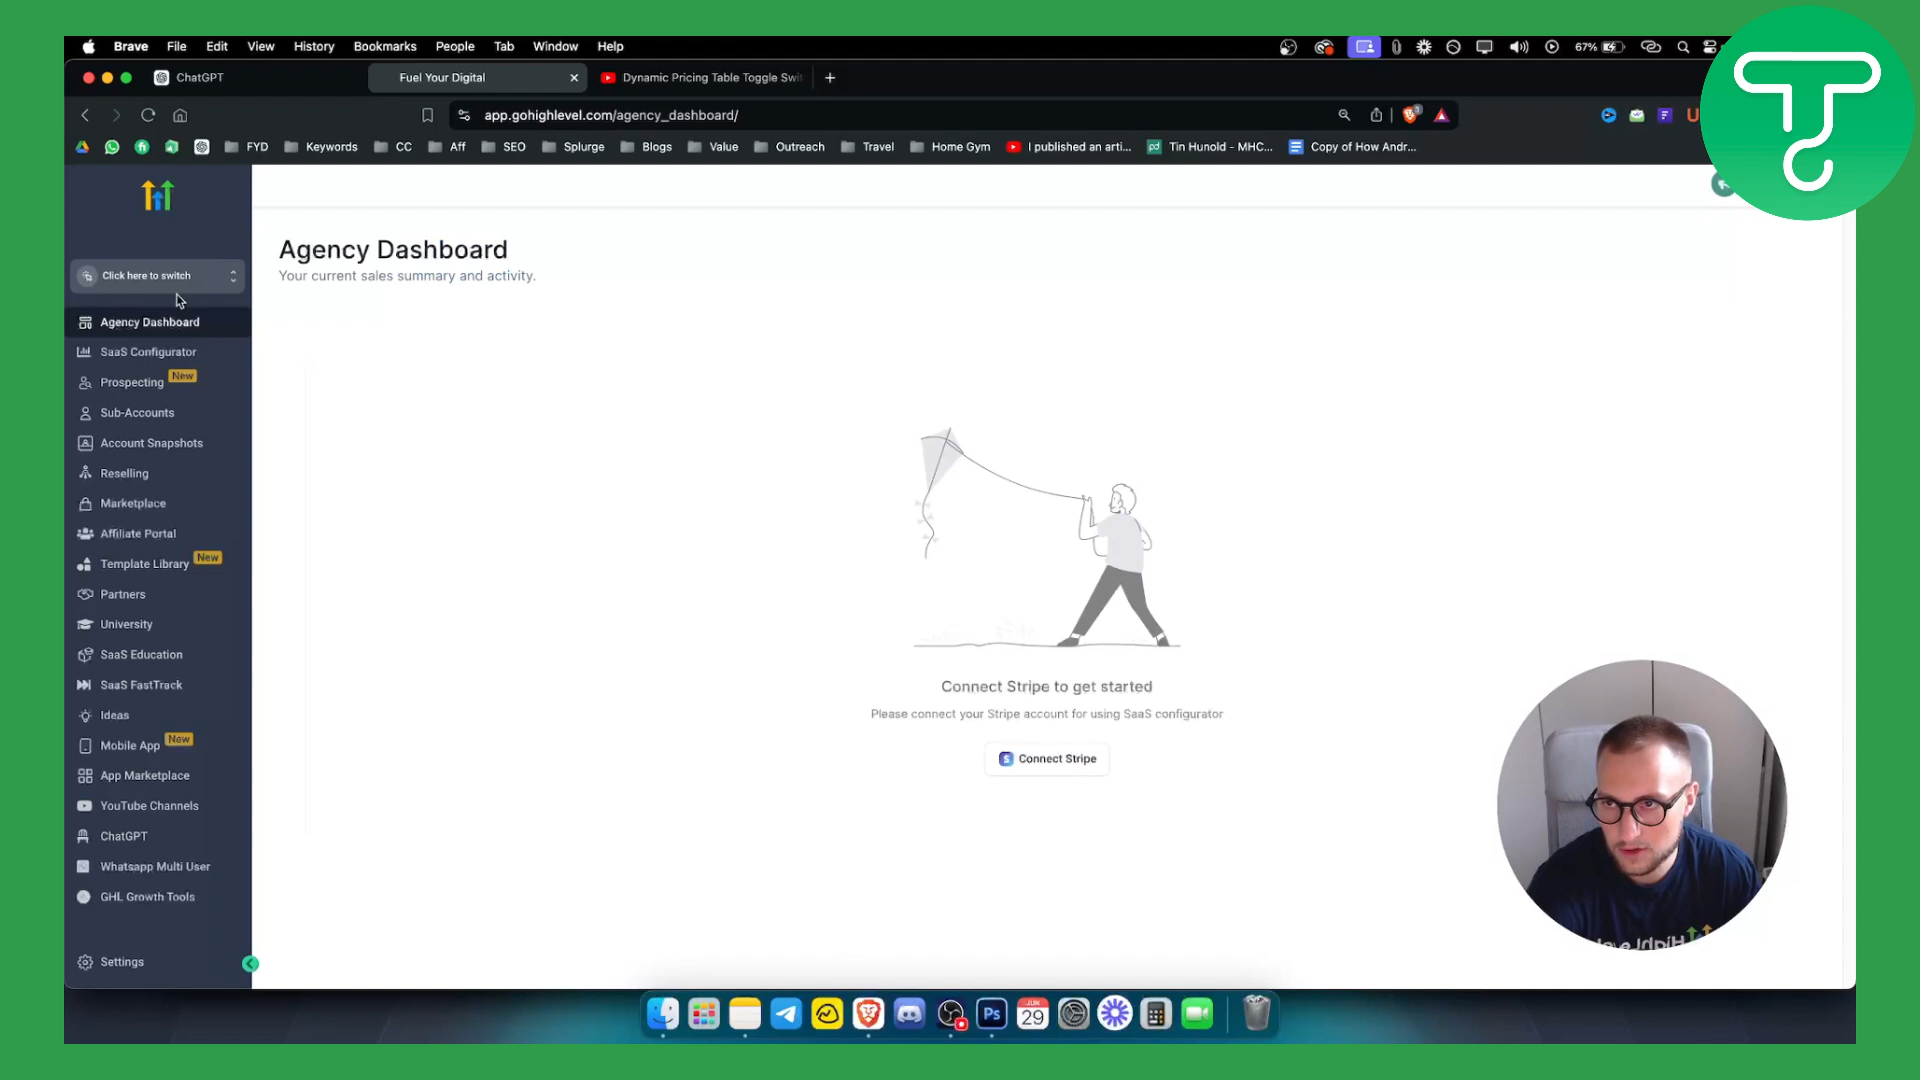 Brave File Edit View History Bookmarks People Tab Window Help 67%
ChatGPT Fuel Your Digital Dynamic Pricing Table Toggle Swi
app.gohighlevel.com/agency_dashboard/
FYD Keywords CC Aff SEO Splurge Blogs Value Outreach Travel Home Gym I published an arti... Tin Hunold - MHC... Copy of How Andr...
Click here to switch
Agency Dashboard
SaaS Configurator
Prospecting New
Sub-Accounts
Account Snapshots
Reselling
Marketplace
Affiliate Portal
Template Library New
Partners
University
SaaS Education
SaaS FastTrack
Ideas
Mobile App New
App Marketplace
YouTube Channels
ChatGPT
Whatsapp Multi User
GHL Growth Tools
Settings
Agency Dashboard
Your current sales summary and activity.
Connect Stripe to get started
Please connect your Stripe account for using SaaS configurator
S Connect Stripe
Ps JUN 29